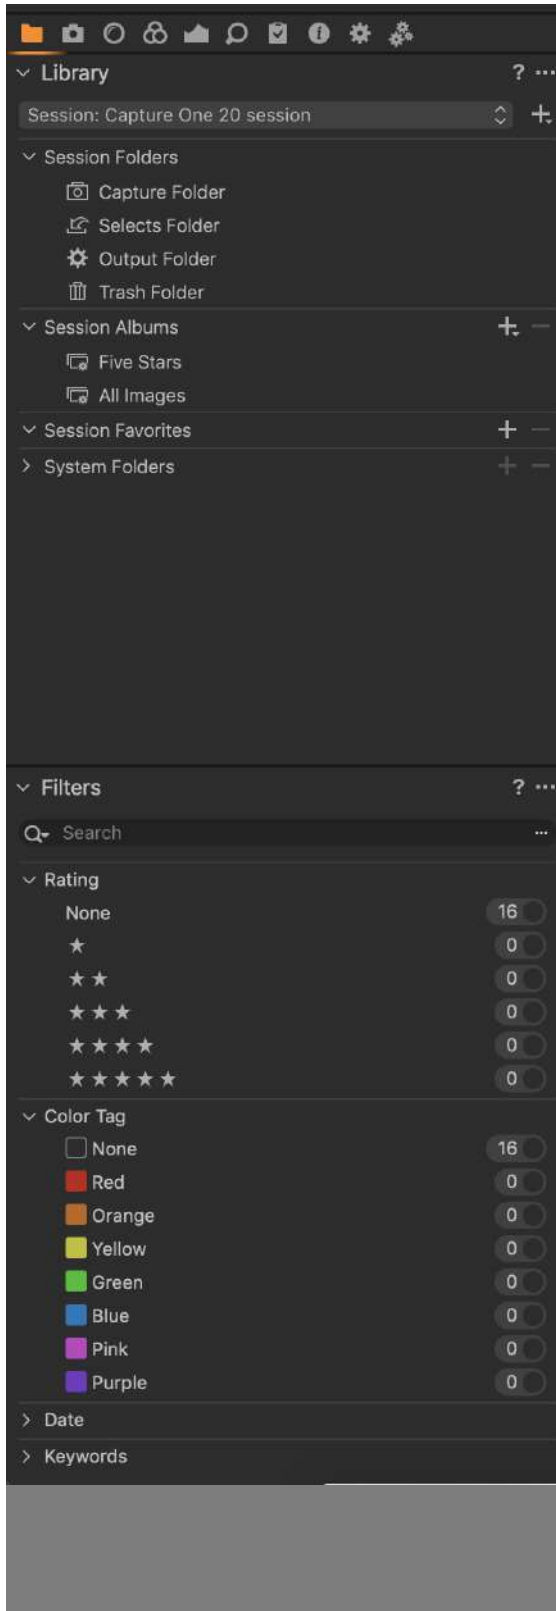 Library ? ...
Session: Capture One 20 session
Session Folders
Capture Folder
Selects Folder
Output Folder
Trash Folder
Session Albums
Five Stars
All Images
Session Favorites
System Folders
Filters ? ...
Search ...
Rating
None 16
★ 0
★ ★ 0
★ ★ ★ 0
★ ★ ★ ★ 0
★ ★ ★ ★ ★ 0
Color Tag
None 16
Red 0
Orange 0
Yellow 0
Green 0
Blue 0
Pink 0
Purple 0
Date
Keywords